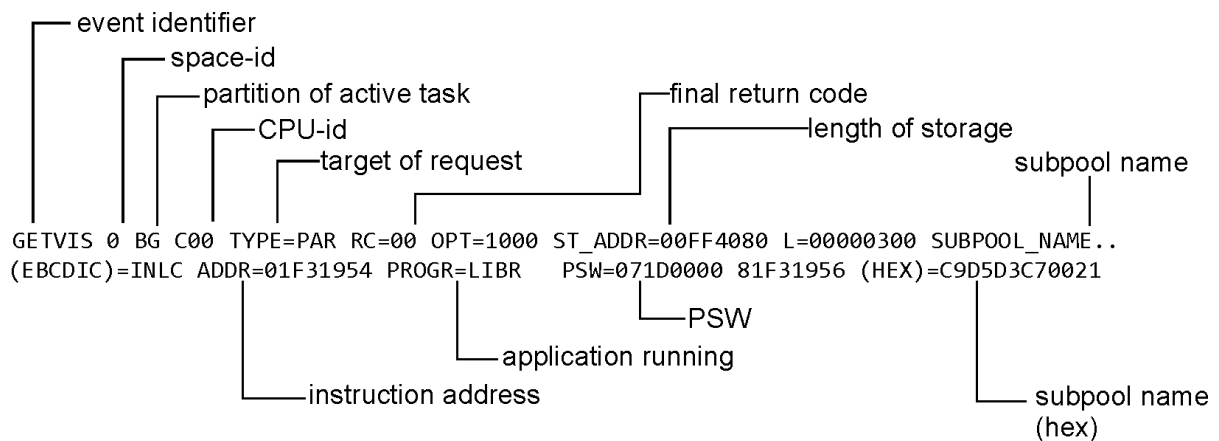 event identifier
space-id
partition of active task
final return code
CPU-id
length of storage
target of request
subpool name
GETVIS 0 BG C00 TYPE=PAR RC=00 OPT=1000 ST_ADDR=00FF4080 L=00000300 SUBPOOL_NAME..
(EBCDIC)=INLC ADDR=01F31954 PROGR=LIBR PSW=071D0000 81F31956 (HEX)=C9D5D3C70021
PSW
application running
instruction address
subpool name
(hex)